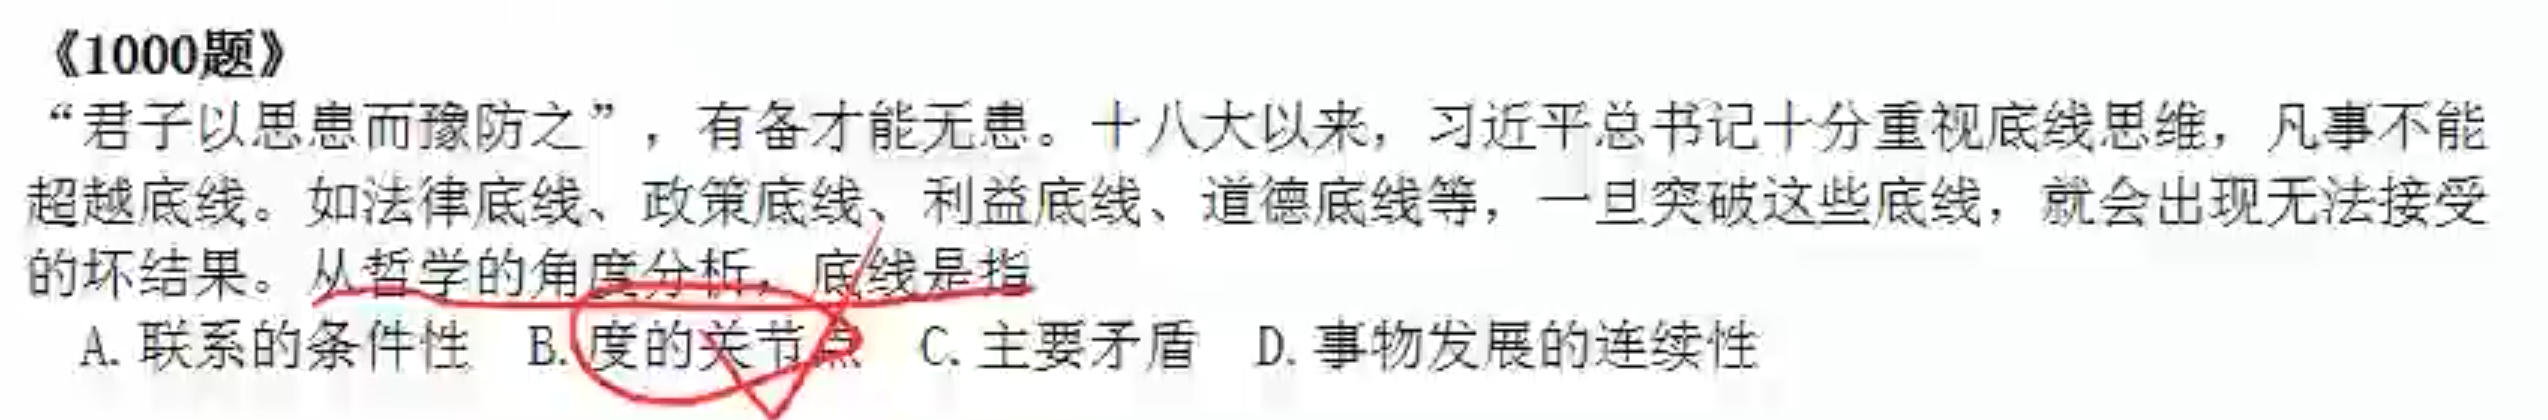 《1000题》
“君子以思患而豫防之”，有备才能无患。十八大以来，习近平总书记十分重视底线思维，凡事不能
超越底线。如法律底线、政策底线、利益底线、道德底线等，一旦突破这些底线，就会出现无法接受
的坏结果。从哲学的角度分析，底线是指
A.联系的条件性 B.度的关节点 C.主要矛盾 D.事物发展的连续性